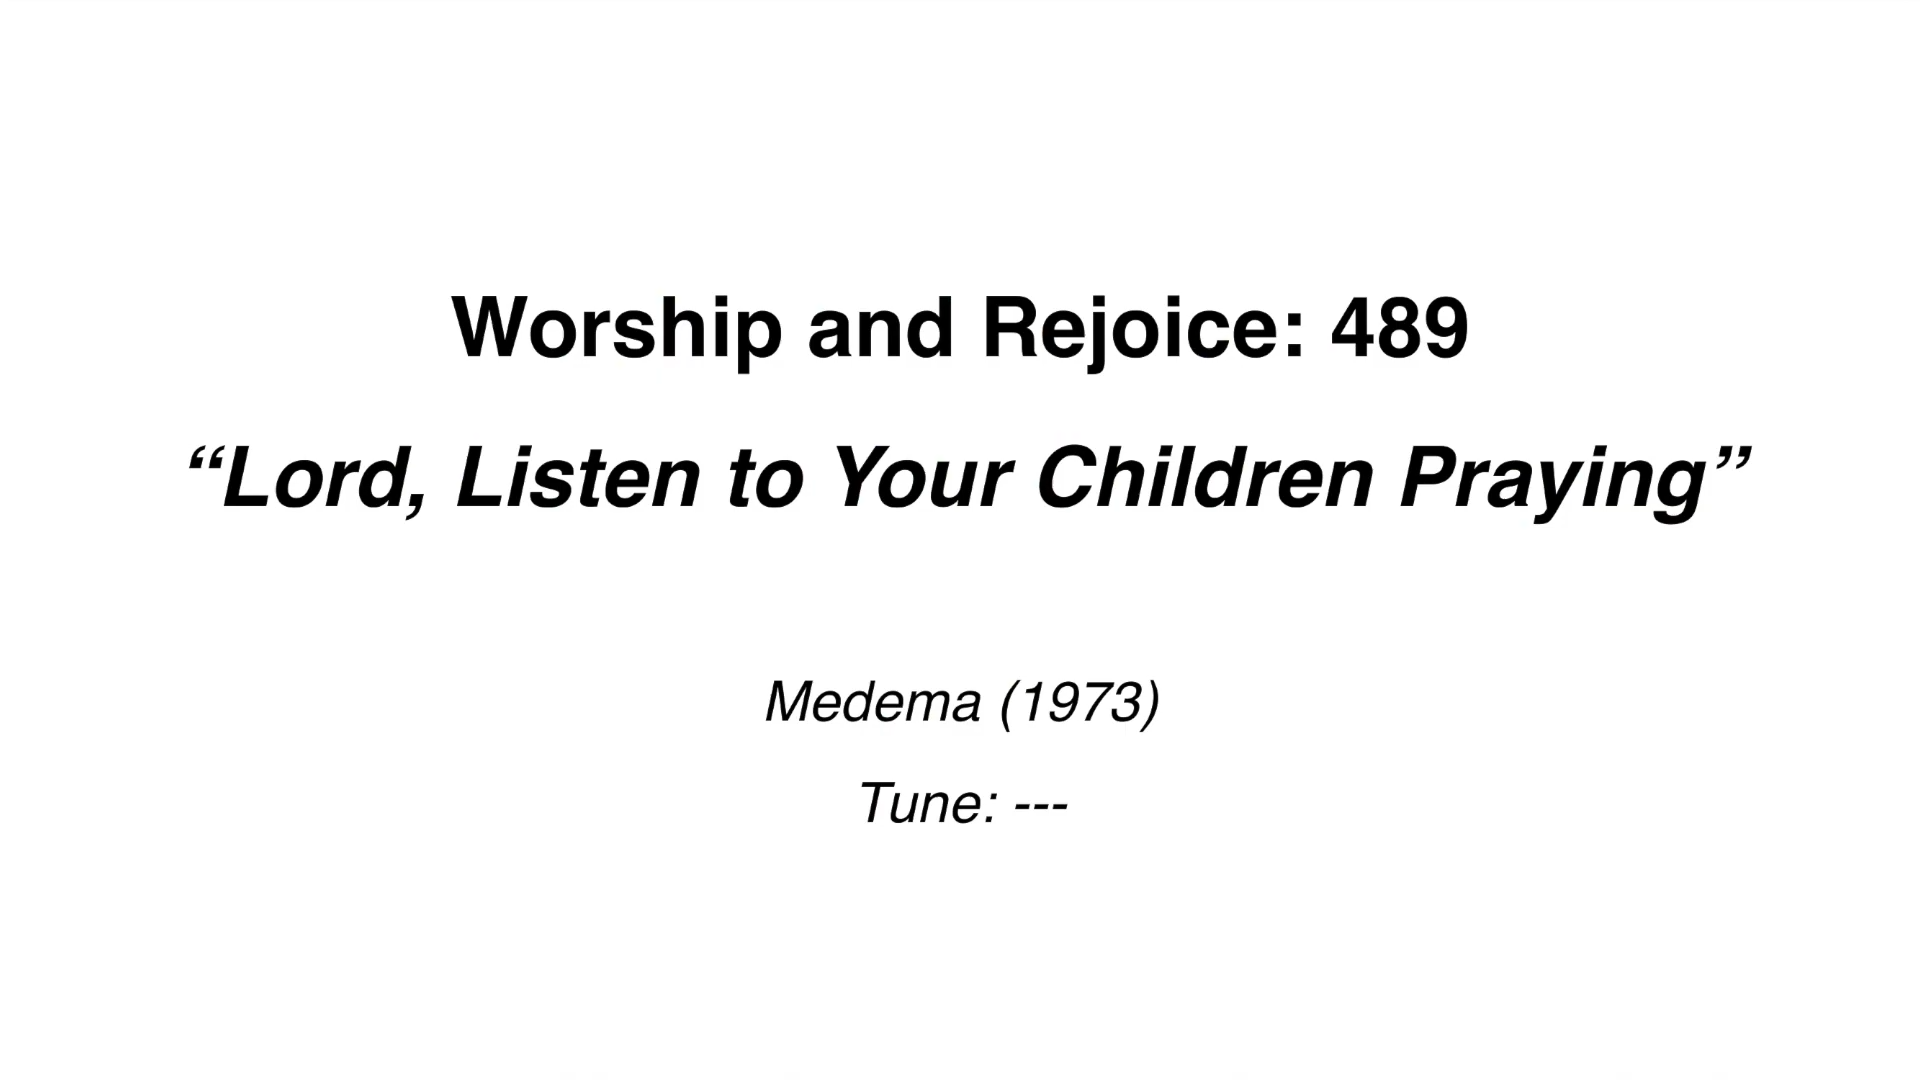 Worship and Rejoice: 489
“Lord, Listen to Your Children Praying”
Medema (1973)
Tune: ---